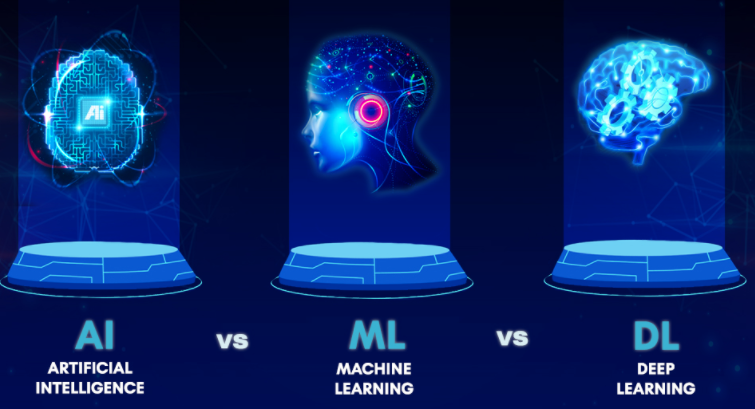 Ai
AI
vs
ML
vs
DL
ARTIFICIAL
INTELLIGENCE
MACHINE
LEARNING
DEEP
LEARNING